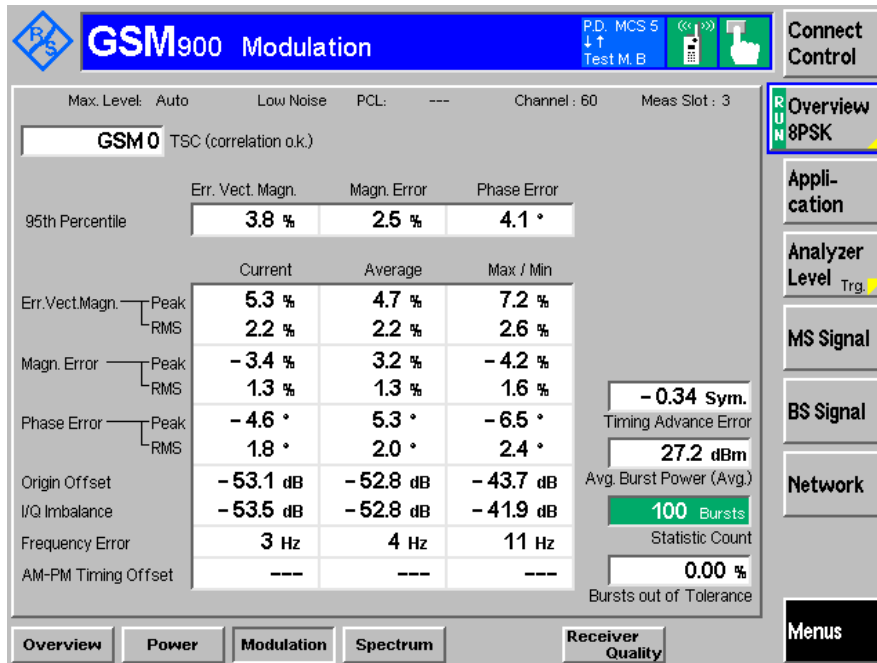 R&S GSM900 Modulation
P.D. MCS 5
↓↑
Test M. B
Connect
Control
Max. Level: Auto Low Noise PCL: --- Channel : 60 Meas Slot : 3
RUN
Overview
8PSK
GSM 0 TSC (correlation o.k.)
Appli-
cation
Err. Vect. Magn. Magn. Error Phase Error
95th Percentile 3.8 % 2.5 % 4.1 °
Analyzer
Level Trg.
Current Average Max / Min
Err.Vect.Magn. Peak 5.3 % 4.7 % 7.2 %
RMS 2.2 % 2.2 % 2.6 %
MS Signal
Magn. Error Peak – 3.4 % 3.2 % – 4.2 %
RMS 1.3 % 1.3 % 1.6 %
– 0.34 Sym.
Timing Advance Error
BS Signal
Phase Error Peak – 4.6 ° 5.3 ° – 6.5 °
RMS 1.8 ° 2.0 ° 2.4 °
27.2 dBm
Avg. Burst Power (Avg.)
Origin Offset – 53.1 dB – 52.8 dB – 43.7 dB
Network
I/Q Imbalance – 53.5 dB – 52.8 dB – 41.9 dB
100 Bursts
Statistic Count
Frequency Error 3 Hz 4 Hz 11 Hz
AM-PM Timing Offset --- --- ---
0.00 %
Bursts out of Tolerance
Overview Power Modulation Spectrum
Receiver
Quality
Menus